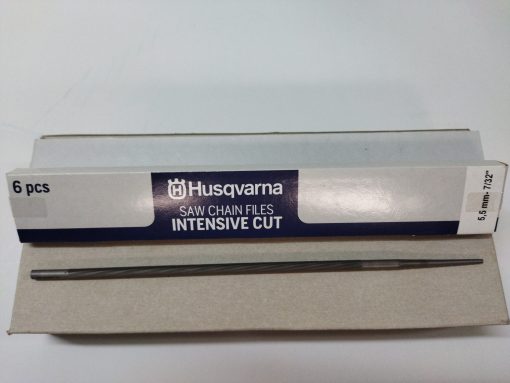 6 pcs
Husqvarna
SAW CHAIN FILES
INTENSIVE CUT
5,5 mm- 7/32"